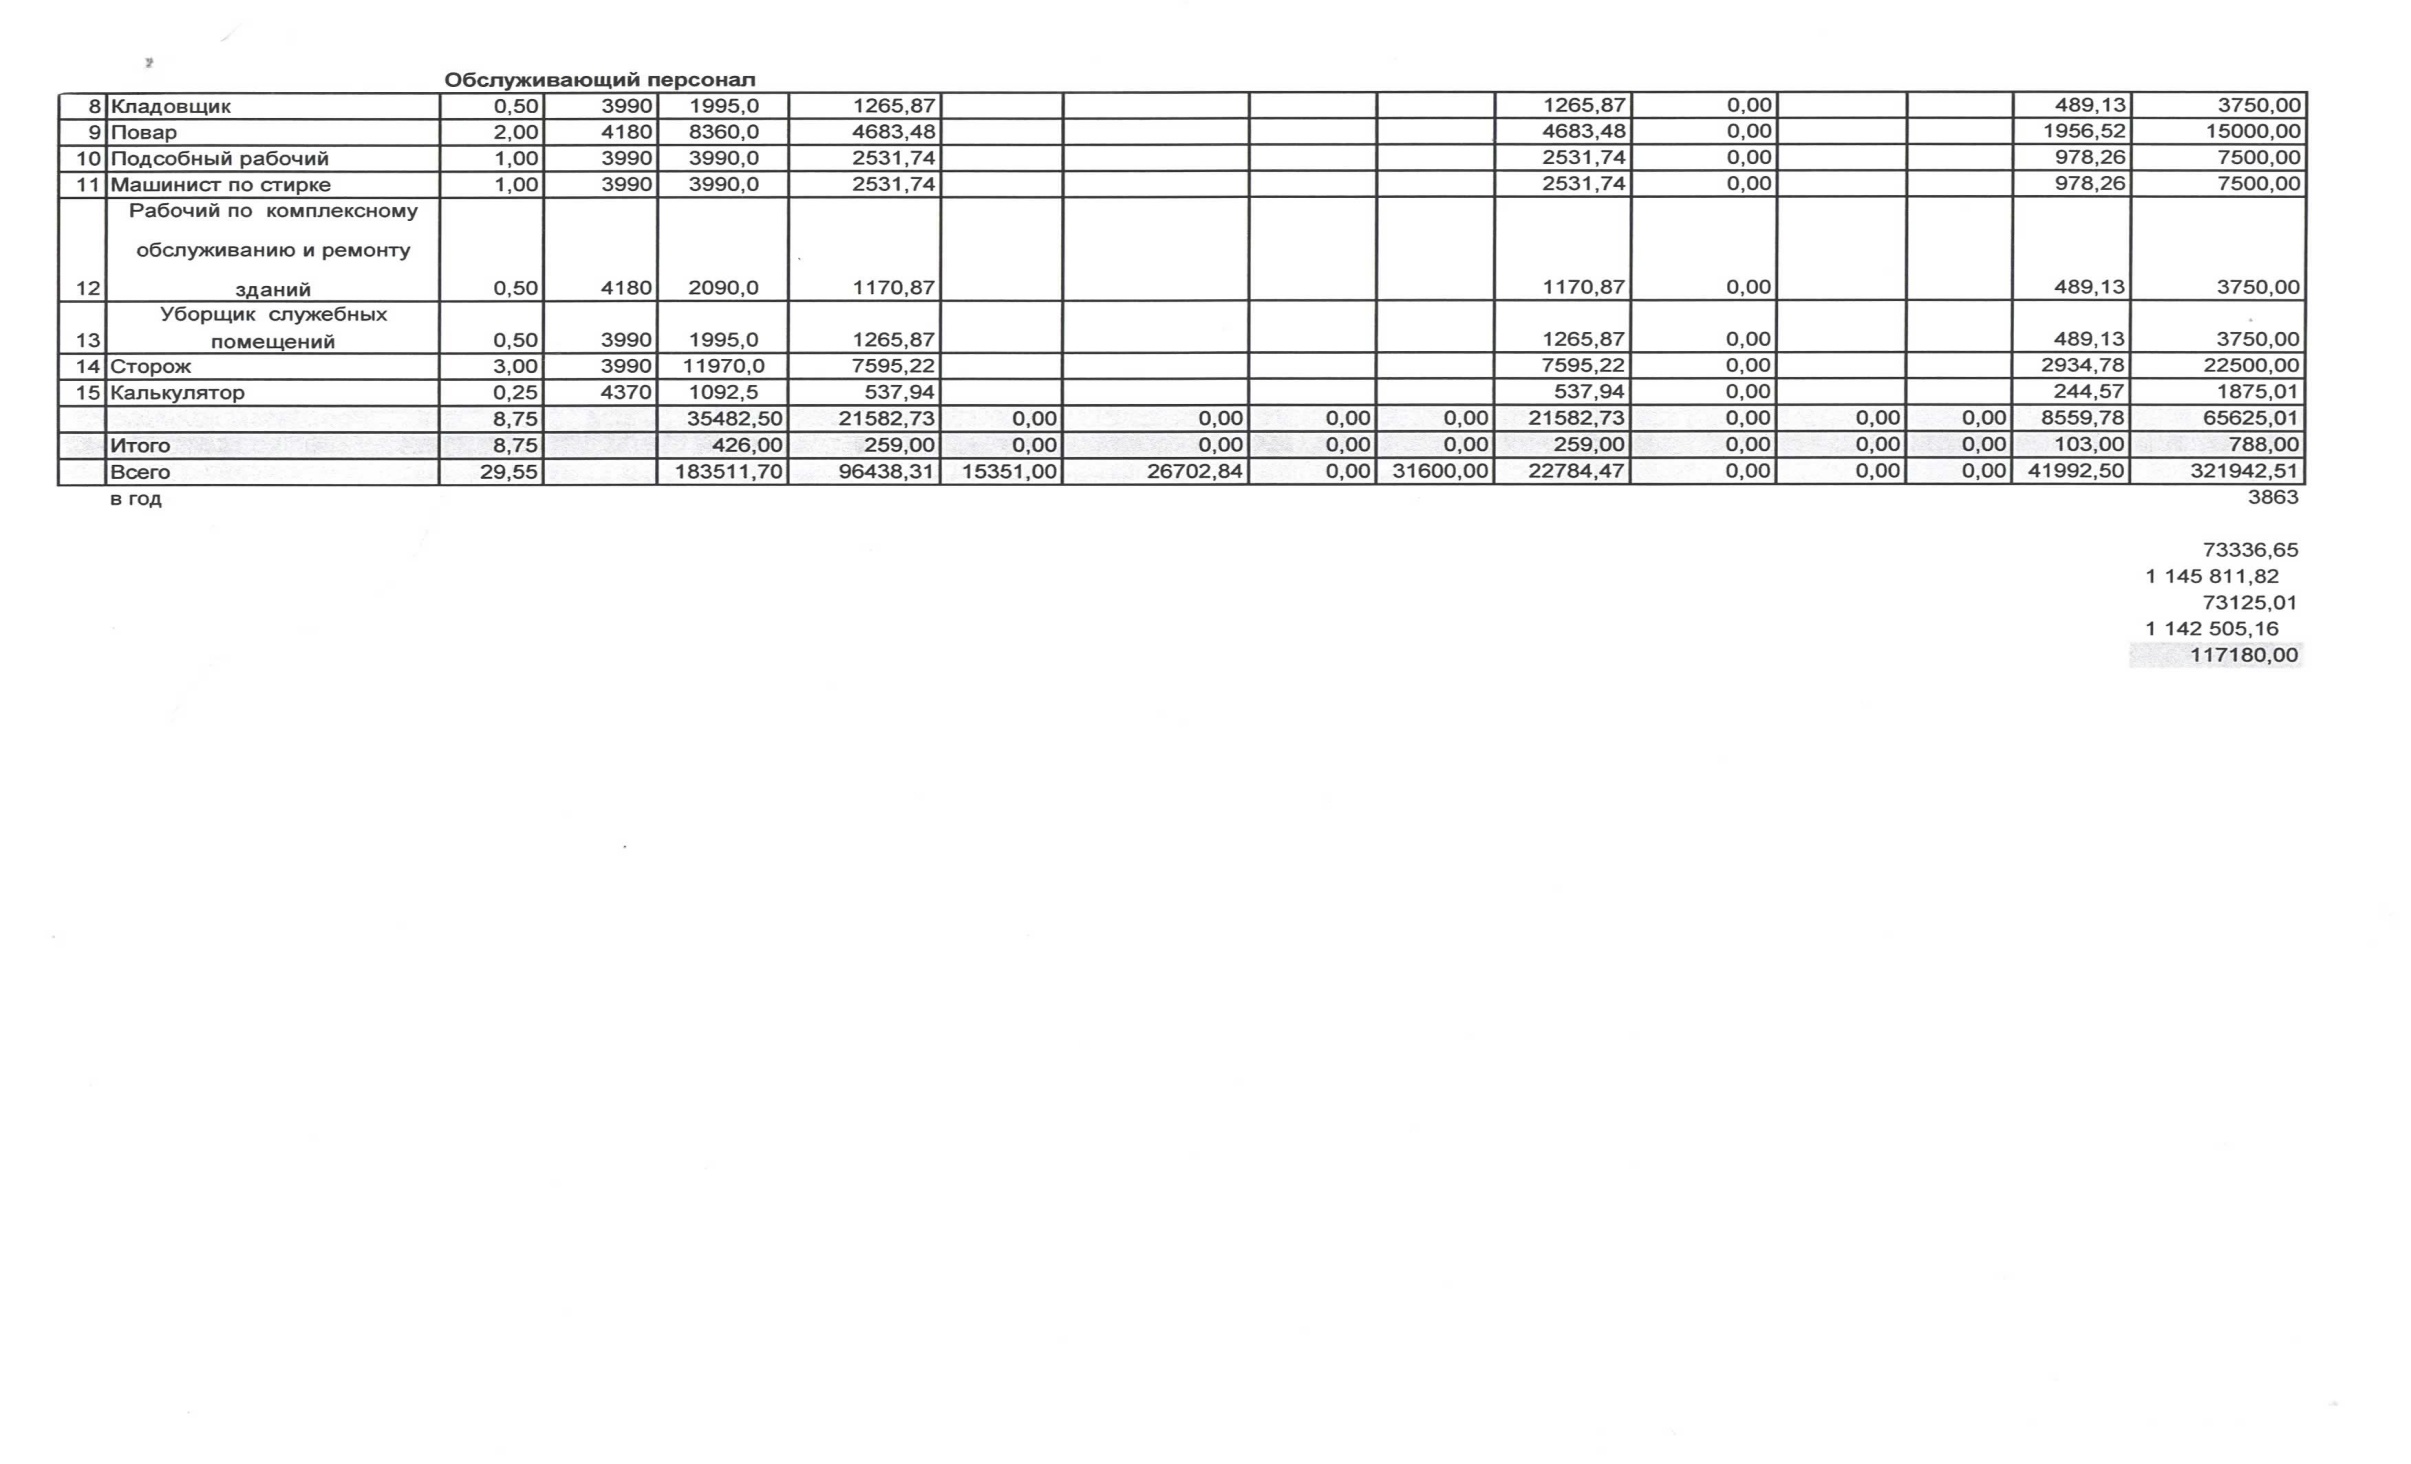 Обслуживающий персонал
8 Кладовщик 0,50 3990 1995,0 1265,87 1265,87 0,00 489,13 3750,00
9 Повар 2,00 4180 8360,0 4683,48 4683,48 0,00 1956,52 15000,00
10 Подсобный рабочий 1,00 3990 3990,0 2531,74 2531,74 0,00 978,26 7500,00
11 Машинист по стирке 1,00 3990 3990,0 2531,74 2531,74 0,00 978,26 7500,00
Рабочий по комплексному
обслуживанию и ремонту
12 зданий 0,50 4180 2090,0 1170,87 1170,87 0,00 489,13 3750,00
Уборщик служебных
13 помещений 0,50 3990 1995,0 1265,87 1265,87 0,00 489,13 3750,00
14 Сторож 3,00 3990 11970,0 7595,22 7595,22 0,00 2934,78 22500,00
15 Калькулятор 0,25 4370 1092,5 537,94 537,94 0,00 244,57 1875,01
8,75 35482,50 21582,73 0,00 0,00 0,00 0,00 21582,73 0,00 0,00 0,00 8559,78 65625,01
Итого 8,75 426,00 259,00 0,00 0,00 0,00 0,00 259,00 0,00 0,00 0,00 103,00 788,00
Всего 29,55 183511,70 96438,31 15351,00 26702,84 0,00 31600,00 22784,47 0,00 0,00 0,00 41992,50 321942,51
в год 3863
73336,65
1 145 811,82
73125,01
1 142 505,16
117180,00